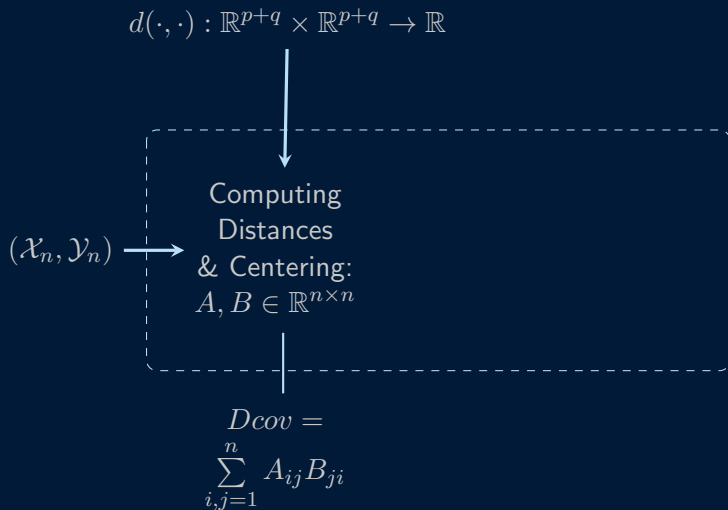 d(·,·) : ℝ^{p+q} × ℝ^{p+q} → ℝ
Computing
Distances
(𝒳_n, 𝒴_n)
& Centering:
A, B ∈ ℝ^{n×n}
Dcov =
∑_{i,j=1}^{n} A_{ij}B_{ji}